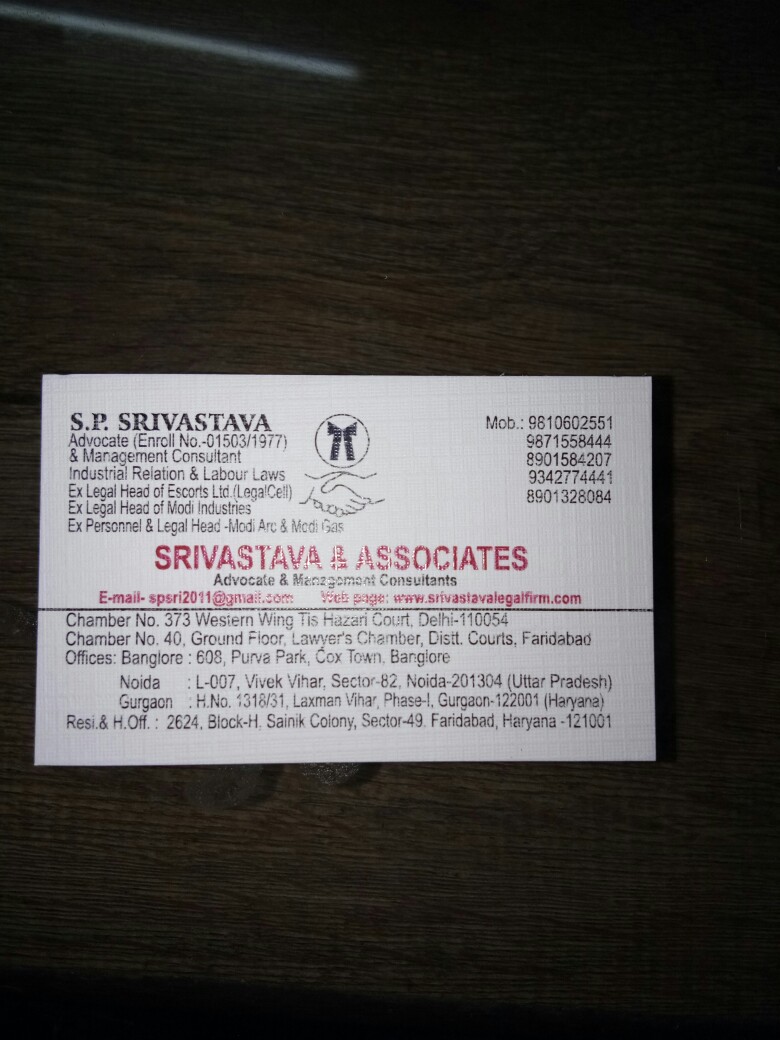 S.P. SRIVASTAVA
Advocate (Enroll No.-01503/1977)
& Management Consultant
Industrial Relation & Labour Laws
Ex Legal Head of Escorts Ltd.(LegalCell)
Ex Legal Head of Modi Industries
Ex Personnel & Legal Head -Modi Arc & Modi Gas
Mob.: 9810602551
9871558444
8901584207
9342774441
8901328084
SRIVASTAVA & ASSOCIATES
Advocate & Management Consultants
E-mail- spsri2011@gmail.com Web page: www.srivastavalegalfirm.com
Chamber No. 373 Western Wing Tis Hazari Court, Delhi-110054
Chamber No. 40, Ground Floor, Lawyer's Chamber, Distt. Courts, Faridabad
Offices: Banglore : 608, Purva Park, Cox Town, Banglore
Noida : L-007, Vivek Vihar, Sector-82, Noida-201304 (Uttar Pradesh)
Gurgaon : H.No. 1318/31, Laxman Vihar, Phase-I, Gurgaon-122001 (Haryana)
Resi.& H.Off. : 2624, Block-H, Sainik Colony, Sector-49, Faridabad, Haryana -121001